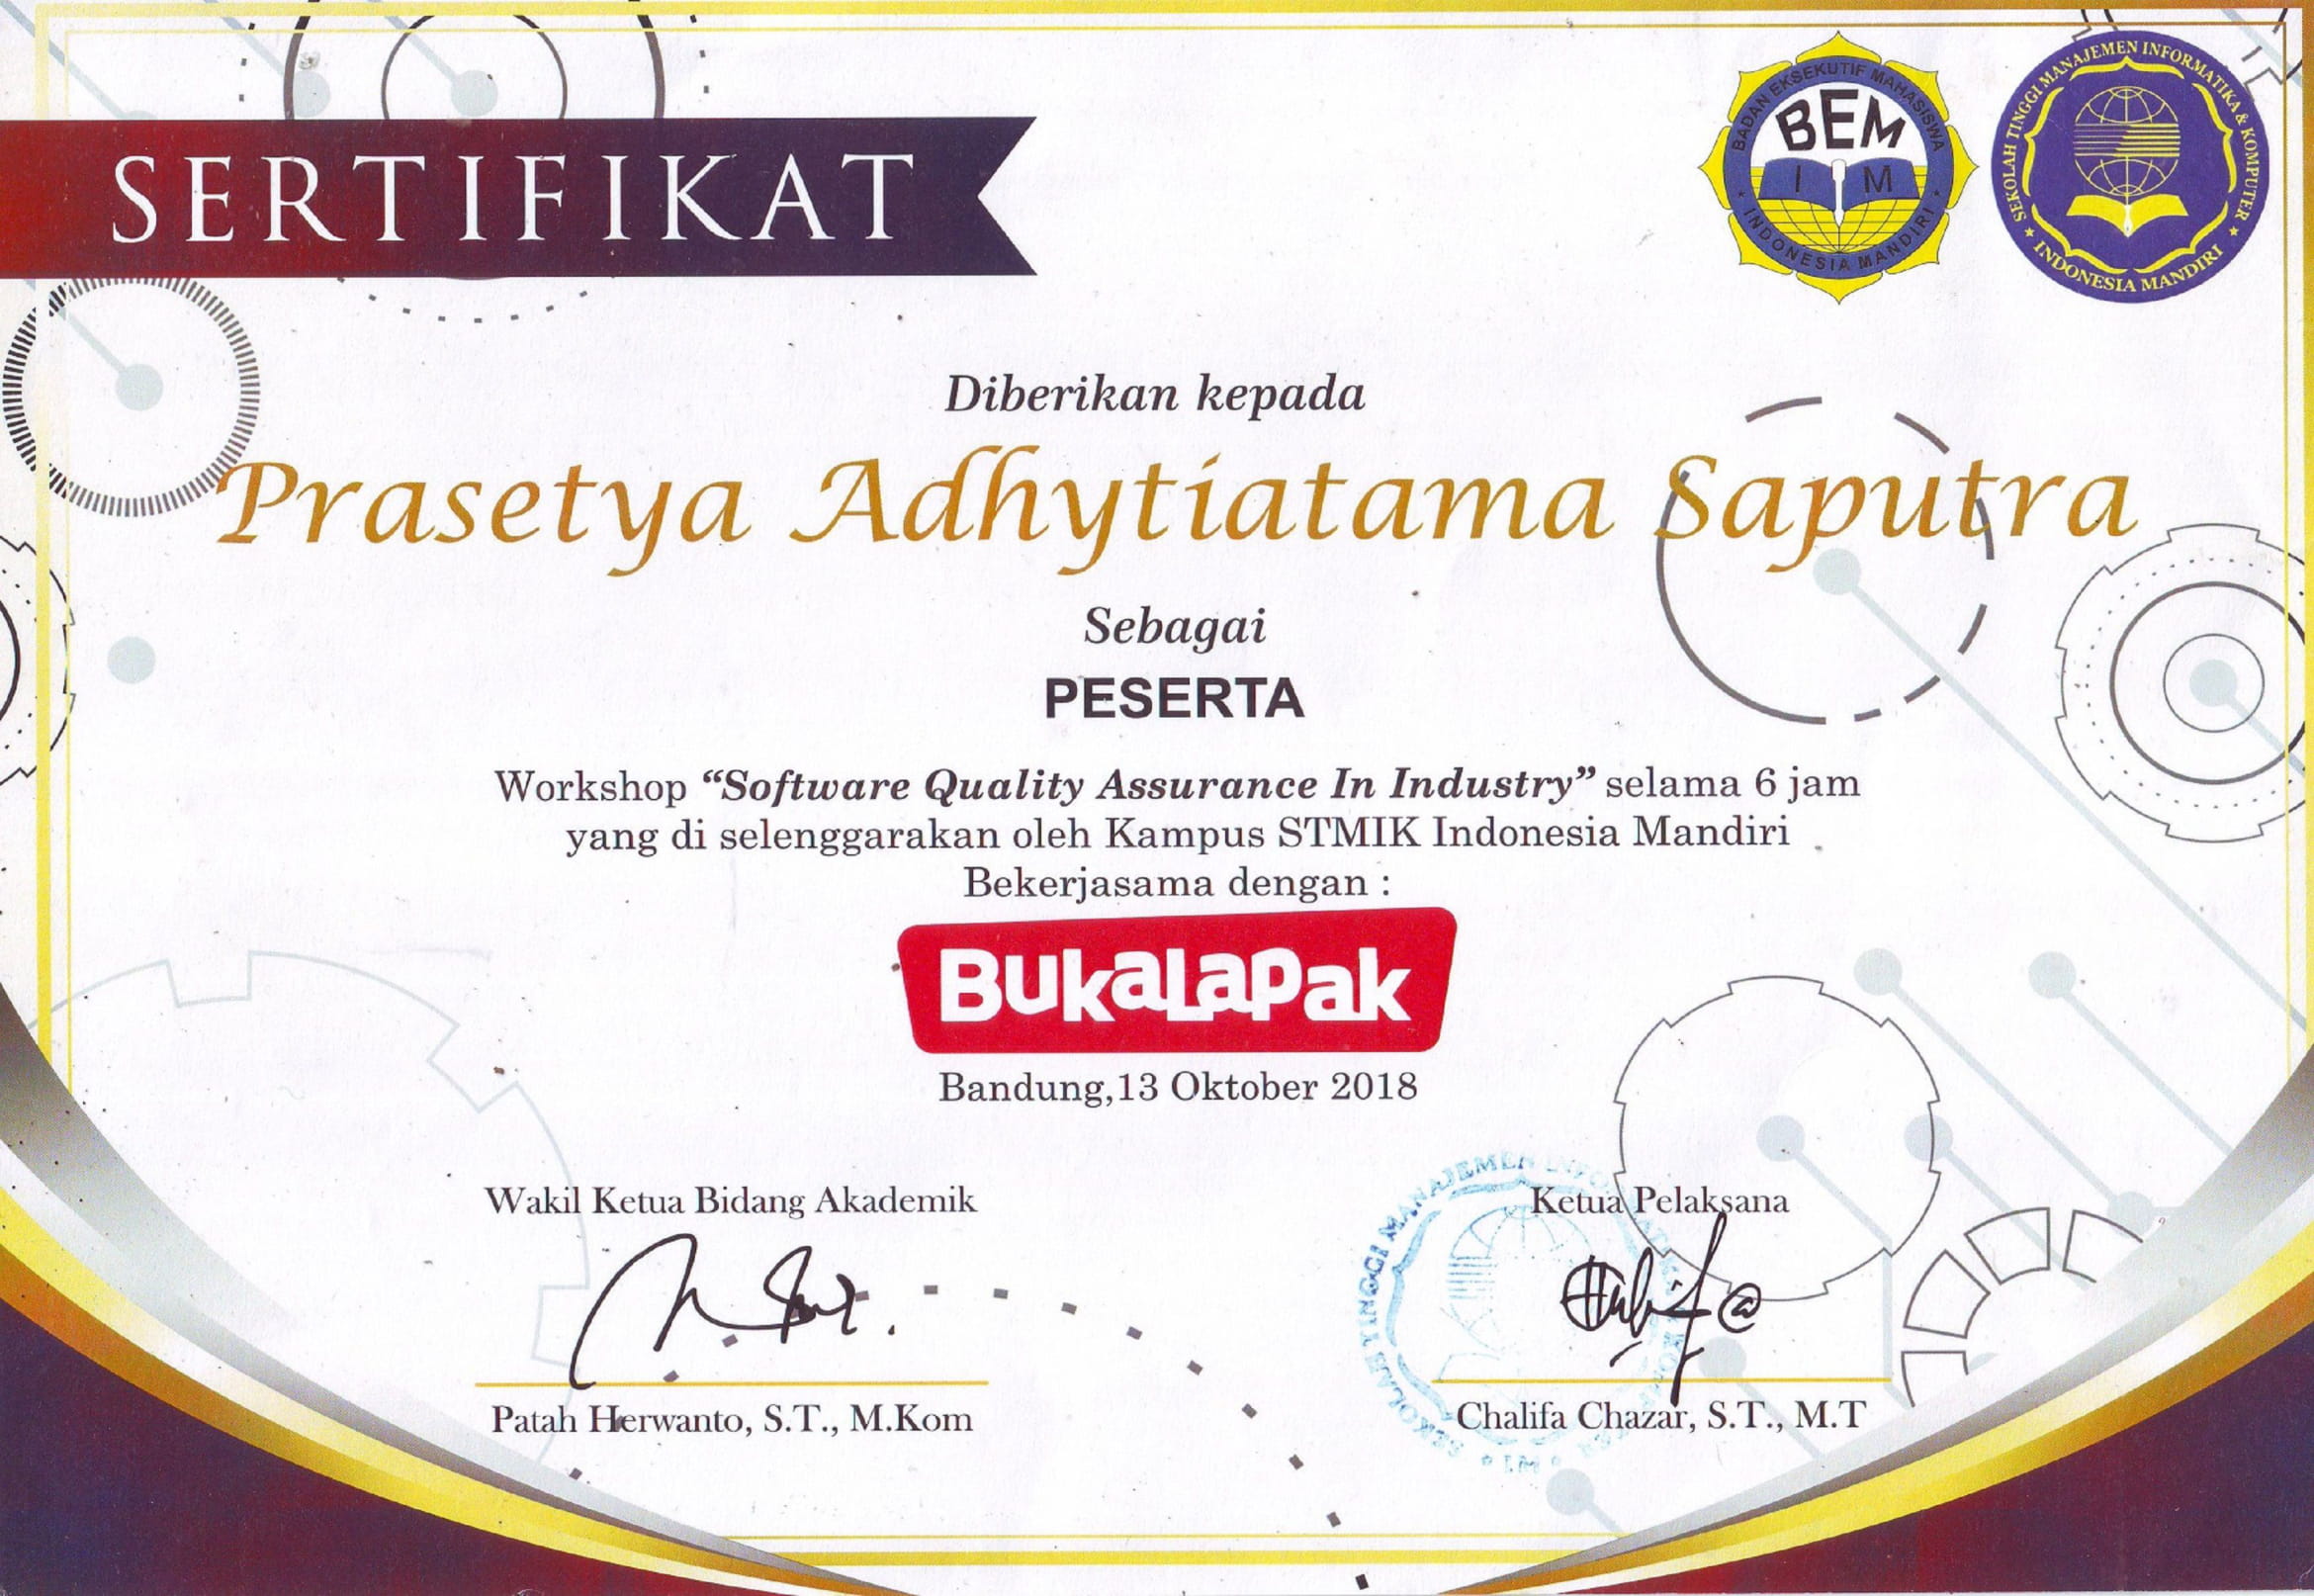 SERTIFIKAT
BADAN EKSEKUTIF MAHASISWA
BEM
I M
* INDONESIA MANDIRI *
SEKOLAH TINGGI MANAJEMEN INFORMATIKA & KOMPUTER
★ INDONESIA MANDIRI ★
Diberikan kepada
Prasetya Adhytiatama Saputra
Sebagai
PESERTA
Workshop “Software Quality Assurance In Industry” selama 6 jam
yang di selenggarakan oleh Kampus STMIK Indonesia Mandiri
Bekerjasama dengan :
BukaLapak
Bandung,13 Oktober 2018
Wakil Ketua Bidang Akademik
Ketua Pelaksana
SEKOLAH TINGGI MANAJEMEN
Patah Herwanto, S.T., M.Kom
Chalifa Chazar, S.T., M.T